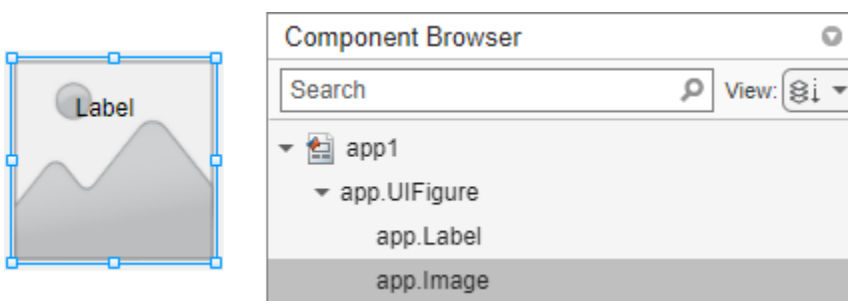 Label
Component Browser
Search View:
app1
app.UIFigure
app.Label
app.Image